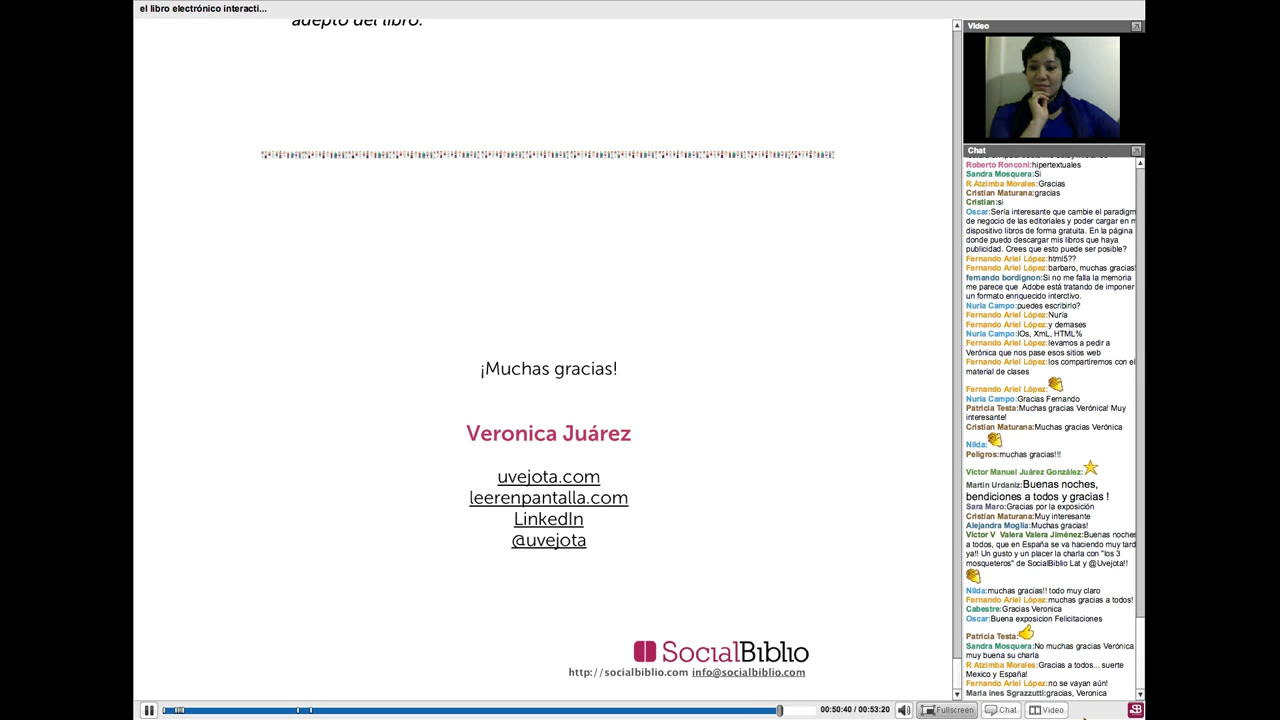 el libro electrónico interacti...
adepto del libro.
¡Muchas gracias!
Veronica Juárez
uvejota.com
leerenpantalla.com
LinkedIn
@uvejota
SocialBiblio
http://socialbiblio.com info@socialbiblio.com
Video
Chat
Roberto Ronconi:hipertextuales
Sandra Mosquera:Si
R Atzimba Morales:Gracias
Cristian Maturana:gracias
Cristian:si
Oscar:Sería interesante que cambie el paradigm
de negocio de las editoriales y poder cargar en m
dispositivo libros de forma gratuita. En la página
donde puedo descargar mis libros que haya
publicidad. Crees que esto puede ser posible?
Fernando Ariel López:html5??
Fernando Ariel López:barbaro, muchas gracias!
fernando bordignon:Si no me falla la memoria
me parece que Adobe está tratando de imponer
un formato enriquecido interctivo.
Nuria Campo:puedes escribirlo?
Fernando Ariel López:Nuría
Fernando Ariel López:y demases
Nuria Campo:IOs, XmL, HTML%
Fernando Ariel López:levamos a pedir a
Verónica que nos pase esos sitios web
Fernando Ariel López:los compartiremos con el
material de clases
Fernando Ariel López:
Nuria Campo:Gracias Fernando
Patricia Testa:Muchas gracias Verónica! Muy
interesante!
Cristian Maturana:Muchas gracias Verónica
Nilda:
Peligros:muchas gracias!!!
Victor Manuel Juárez González:
Martin Urdaniz:Buenas noches,
bendiciones a todos y gracias !
Sara Maro:Gracias por la exposición
Cristian Maturana:Muy interesante
Alejandra Moglia:Muchas gracias!
Víctor V Valera Valera Jiménez:Buenas noches
a todos, que en España se va haciendo muy tard
ya!! Un gusto y un placer la charla con "los 3
mosqueteros" de SocialBiblio Lat y @Uvejota!!
Nilda:muchas gracias!! todo muy claro
Fernando Ariel López:muchas gracias a todos!
Cabestre:Gracias Veronica
Oscar:Buena exposicion Felicitaciones
Patricia Testa:
Sandra Mosquera:No muchas gracias Verónica
muy buena su charla
R Atzimba Morales:Gracias a todos... suerte
Mexico y España!
Fernando Ariel López:no se vayan aún!
Maria ines Sgrazzutti:gracias, Veronica
00:50:40 / 00:53:20
Fullscreen
Chat
Video
SB